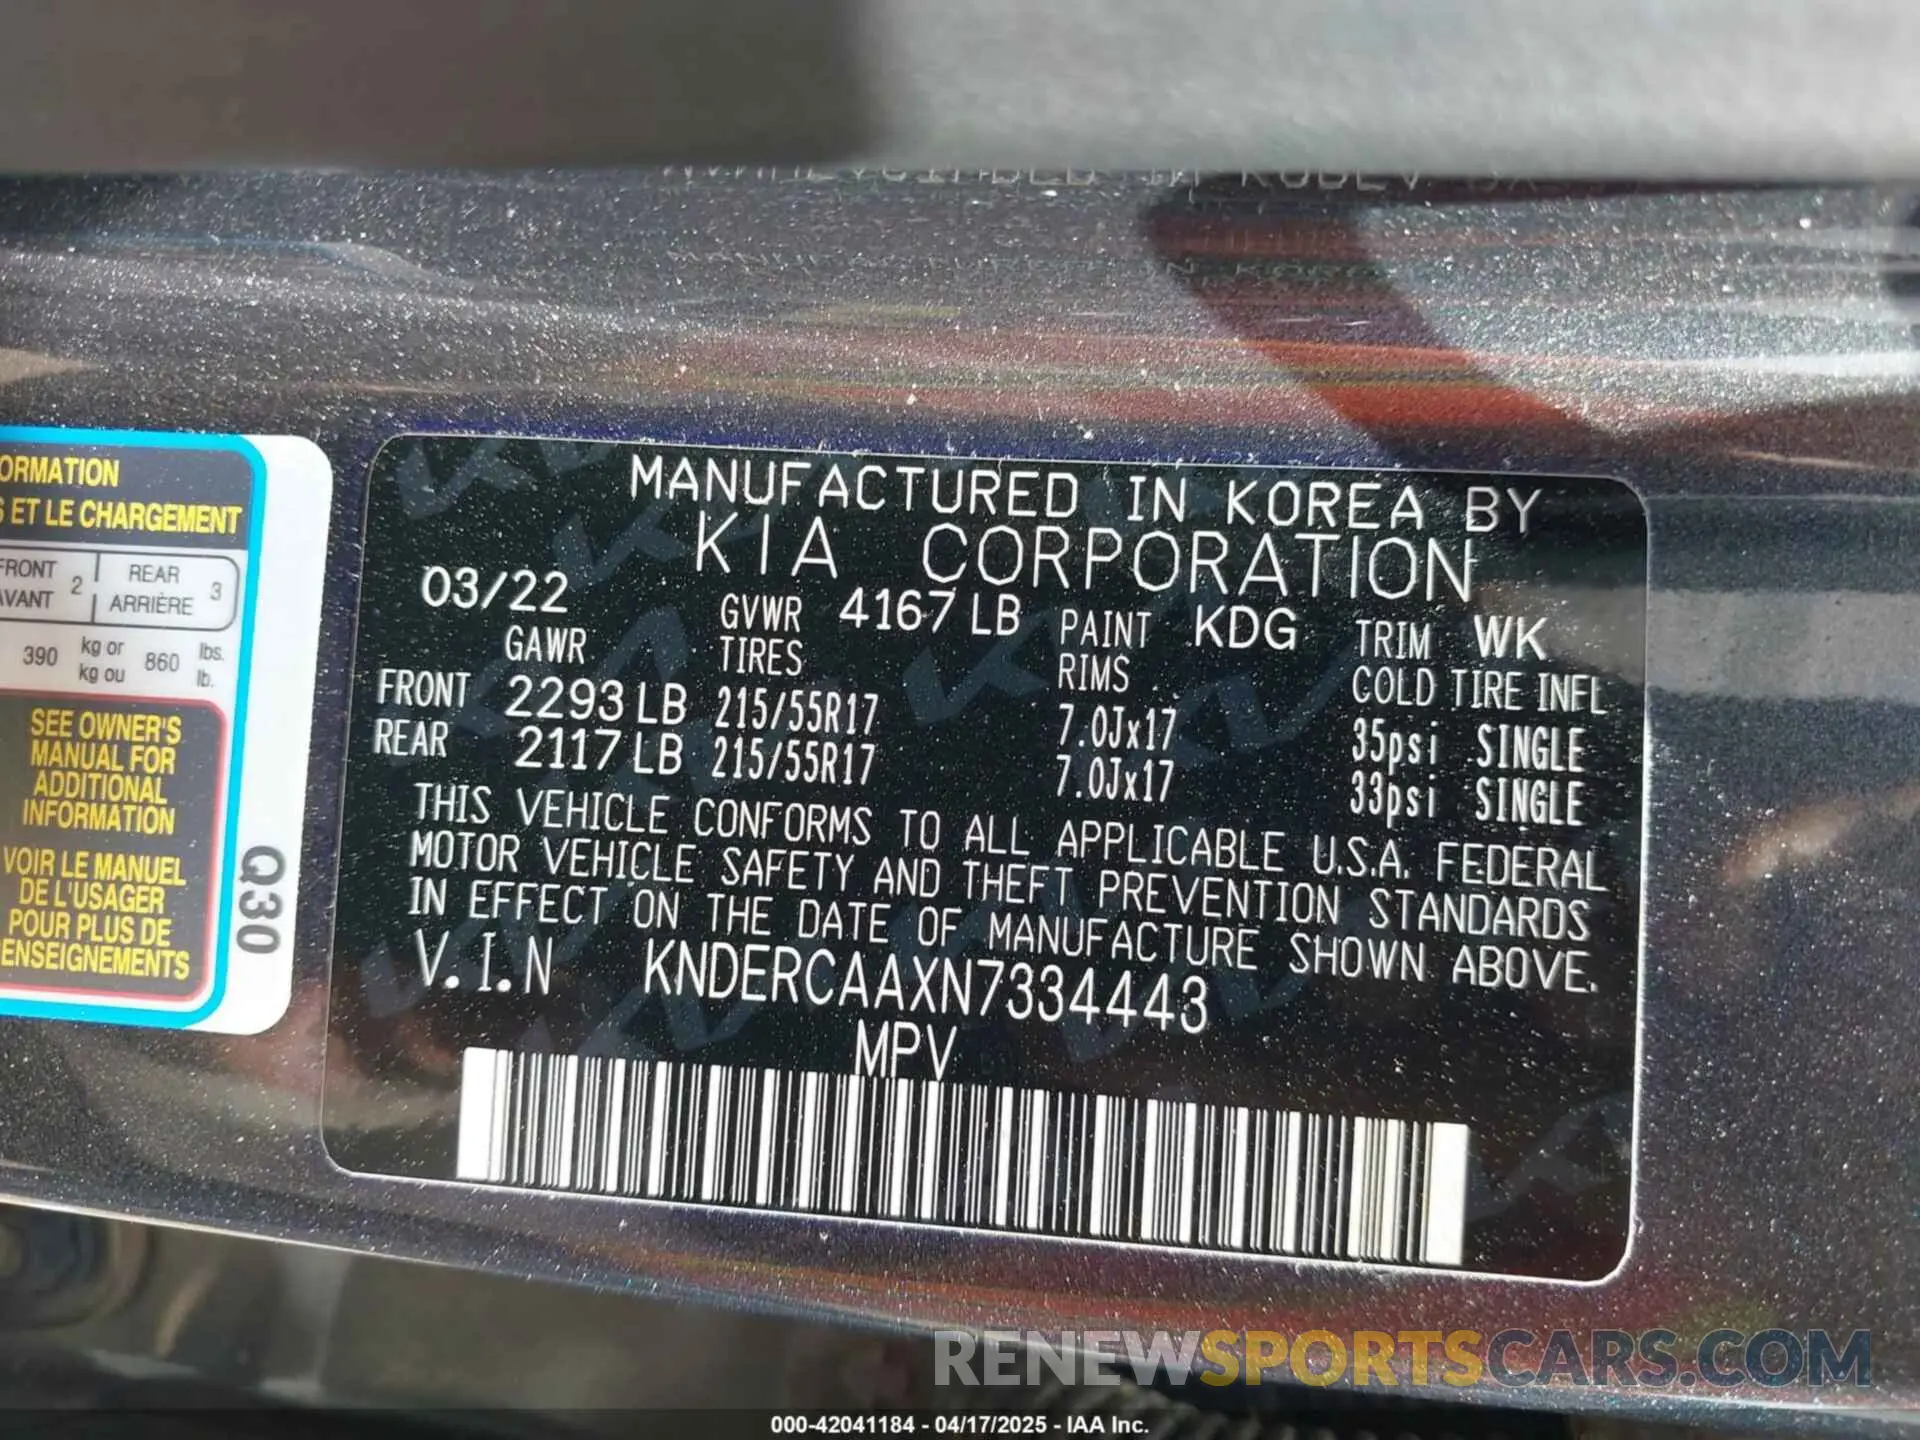 ORMATION
S ET LE CHARGEMENT
FRONT 2 REAR 3
AVANT ARRIÈRE
390 kg or 860 lbs.
kg ou lb.
SEE OWNER'S
MANUAL FOR
ADDITIONAL
INFORMATION
VOIR LE MANUEL
DE L'USAGER
POUR PLUS DE
ENSEIGNEMENTS
Q30
MANUFACTURED IN KOREA BY
KIA CORPORATION
03/22 GVWR 4167 LB PAINT KDG TRIM WK
GAWR TIRES RIMS COLD TIRE INFL
FRONT 2293 LB 215/55R17 7.0Jx17 35psi SINGLE
REAR 2117 LB 215/55R17 7.0Jx17 33psi SINGLE
THIS VEHICLE CONFORMS TO ALL APPLICABLE U.S.A. FEDERAL
MOTOR VEHICLE SAFETY AND THEFT PREVENTION STANDARDS
IN EFFECT ON THE DATE OF MANUFACTURE SHOWN ABOVE.
V.I.N KNDERCAAXN7334443
MPV
RENEWSPORTSCARS.COM
000-42041184 - 04/17/2025 - IAA Inc.